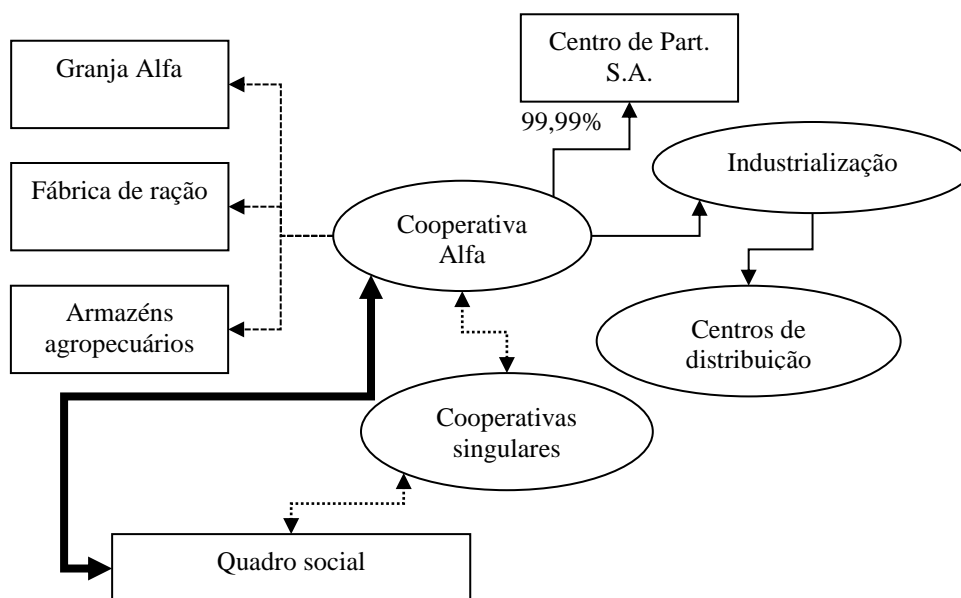 Centro de Part.
S.A.
Granja Alfa
99,99%
Industrialização
Fábrica de ração
Cooperativa
Alfa
Armazéns
agropecuários
Centros de
distribuição
Cooperativas
singulares
Quadro social